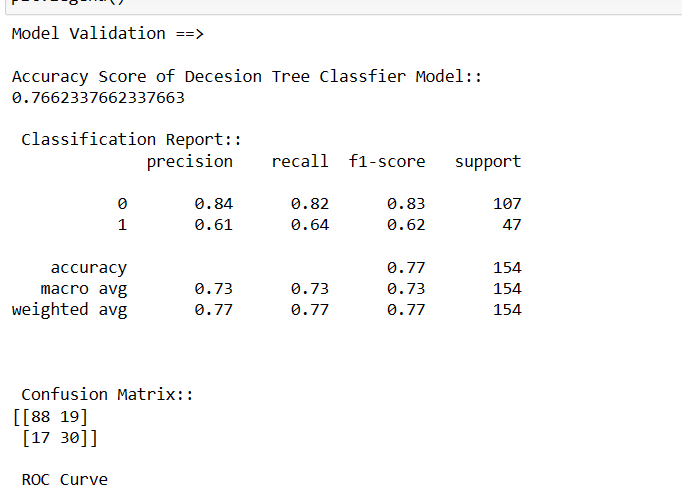 Model Validation ==>
Accuracy Score of Decesion Tree Classfier Model::
0.7662337662337663
Classification Report::
precision recall f1-score support
0 0.84 0.82 0.83 107
1 0.61 0.64 0.62 47
accuracy 0.77 154
macro avg 0.73 0.73 0.73 154
weighted avg 0.77 0.77 0.77 154
Confusion Matrix::
[[88 19]
[17 30]]
ROC Curve